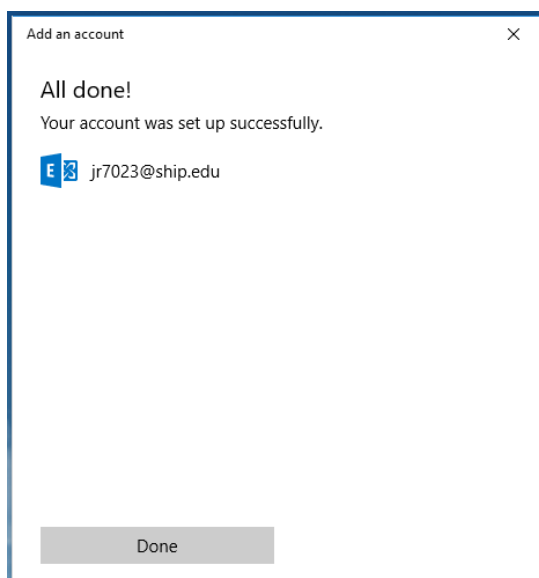 Add an account
All done!
Your account was set up successfully.
E jr7023@ship.edu
Done